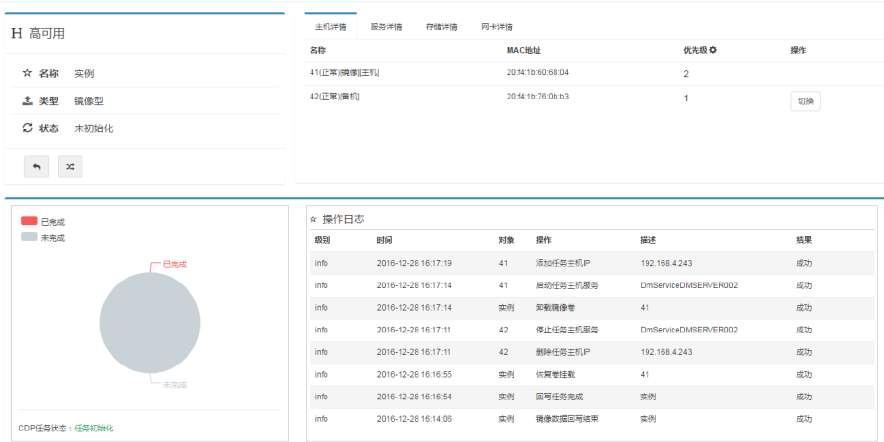 H 高可用
名称 实例
类型 镜像型
状态 未初始化
主机详情 服务详情 存储详情 网卡详情
名称 MAC地址 优先级 操作
41(正常)[镜像][主机] 20:f4:1b:60:68:04 2
42(正常)[备机] 20:f4:1b:76:0b:b3 1 切换
已完成
未完成
已完成
未完成
CDP任务状态：任务初始化
操作日志
级别 时间 对象 操作 描述 结果
info 2016-12-28 16:17:19 41 添加任务主机IP 192.168.4.243 成功
info 2016-12-28 16:17:14 41 启动任务主机服务 DmServiceDMSERVER002 成功
info 2016-12-28 16:17:14 实例 卸载镜像卷 41 成功
info 2016-12-28 16:17:11 42 停止任务主机服务 DmServiceDMSERVER002 成功
info 2016-12-28 16:17:11 42 删除任务主机IP 192.168.4.243 成功
info 2016-12-28 16:16:55 实例 恢复卷挂载 41 成功
info 2016-12-28 16:16:54 实例 回写任务完成 实例 成功
info 2016-12-28 16:14:06 实例 镜像数据回写结束 实例 成功